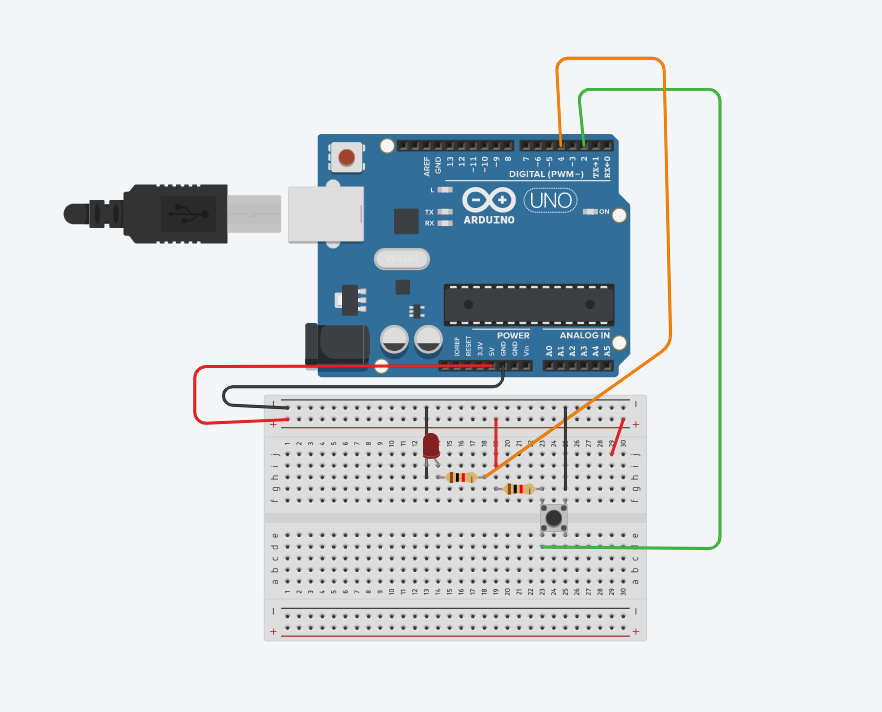 AREF
GND
13
12
~11
~10
~9
8
7
~6
~5
4
~3
2
TX→1
RX←0
DIGITAL (PWM~)
L
TX
RX
ARDUINO
UNO
ON
POWER
ANALOG IN
IOREF
RESET
3.3V
5V
GND
GND
Vin
A0
A1
A2
A3
A4
A5
− −
+ +
1 2 3 4 5 6 7 8 9 10 11 12 13 14 15 16 17 18 19 20 21 22 23 24 25 26 27 28 29 30
j j
i i
h h
g g
f f
e e
d d
c c
b b
a a
1 2 3 4 5 6 7 8 9 10 11 12 13 14 15 16 17 18 19 20 21 22 23 24 25 26 27 28 29 30
− −
+ +